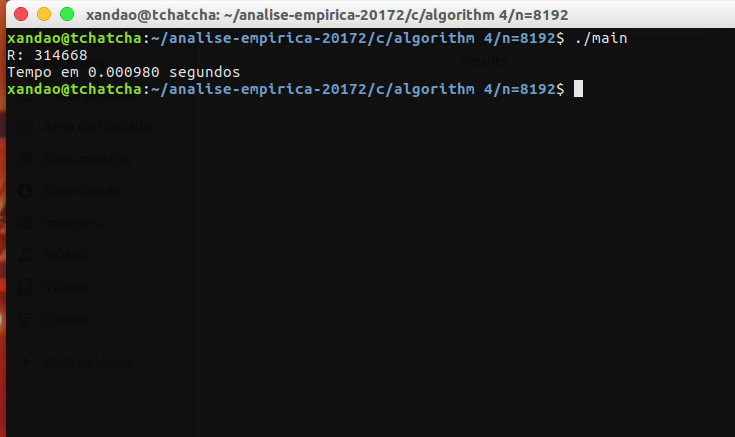 xandao@tchatcha: ~/analise-empirica-20172/c/algorithm 4/n=8192
xandao@tchatcha:~/analise-empirica-20172/c/algorithm 4/n=8192$ ./main
R: 314668
results
Tempo em 0.000980 segundos
xandao@tchatcha:~/analise-empirica-20172/c/algorithm 4/n=8192$
Área de trabalho
Documentos
Downloads
Imagens
Música
Vídeos
Lixeira
Outros locais